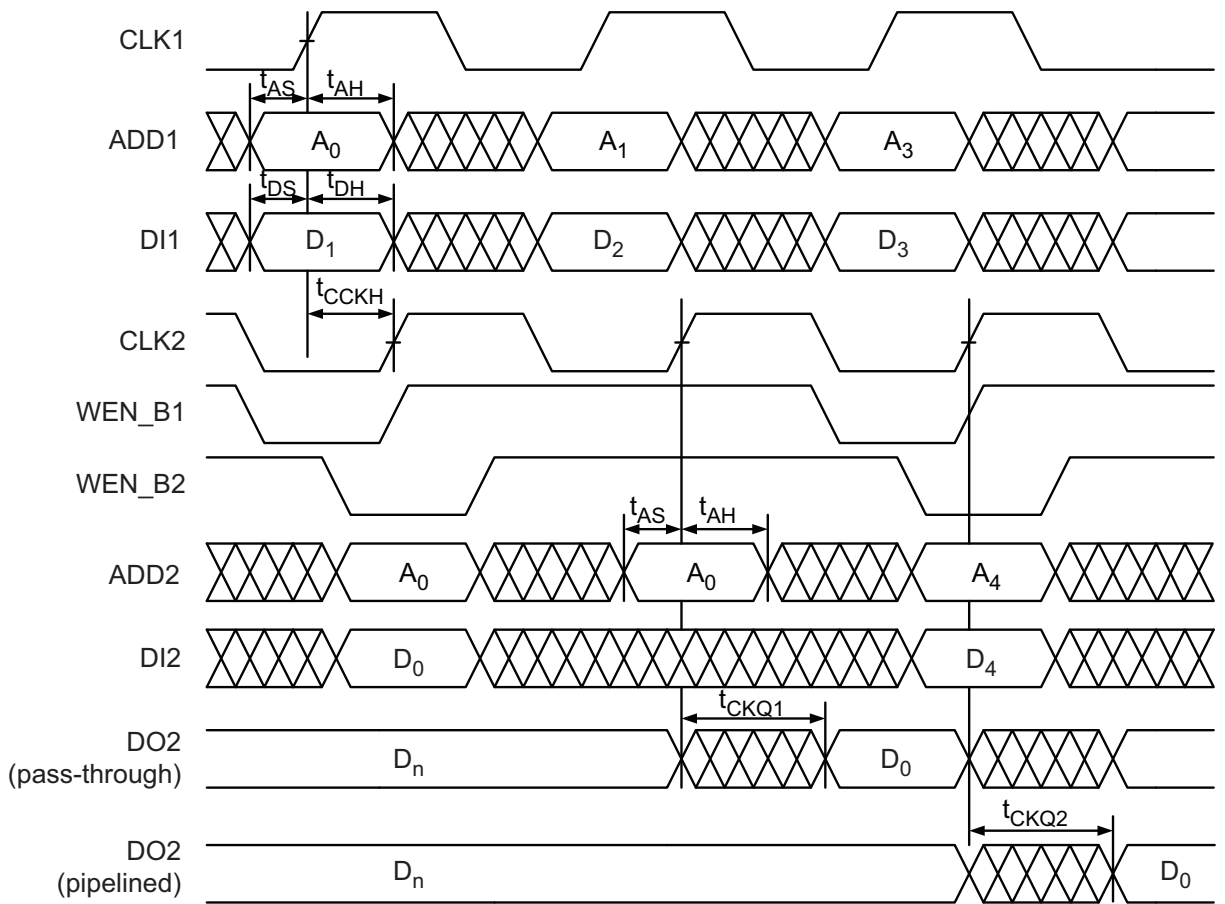 CLK1
tAS tAH
ADD1 A0 A1 A3
tDS tDH
DI1 D1 D2 D3
tCCKH
CLK2
WEN_B1
WEN_B2
tAS tAH
ADD2 A0 A0 A4
DI2 D0 D4
tCKQ1
DO2
(pass-through)
Dn D0
tCKQ2
DO2
(pipelined)
Dn D0